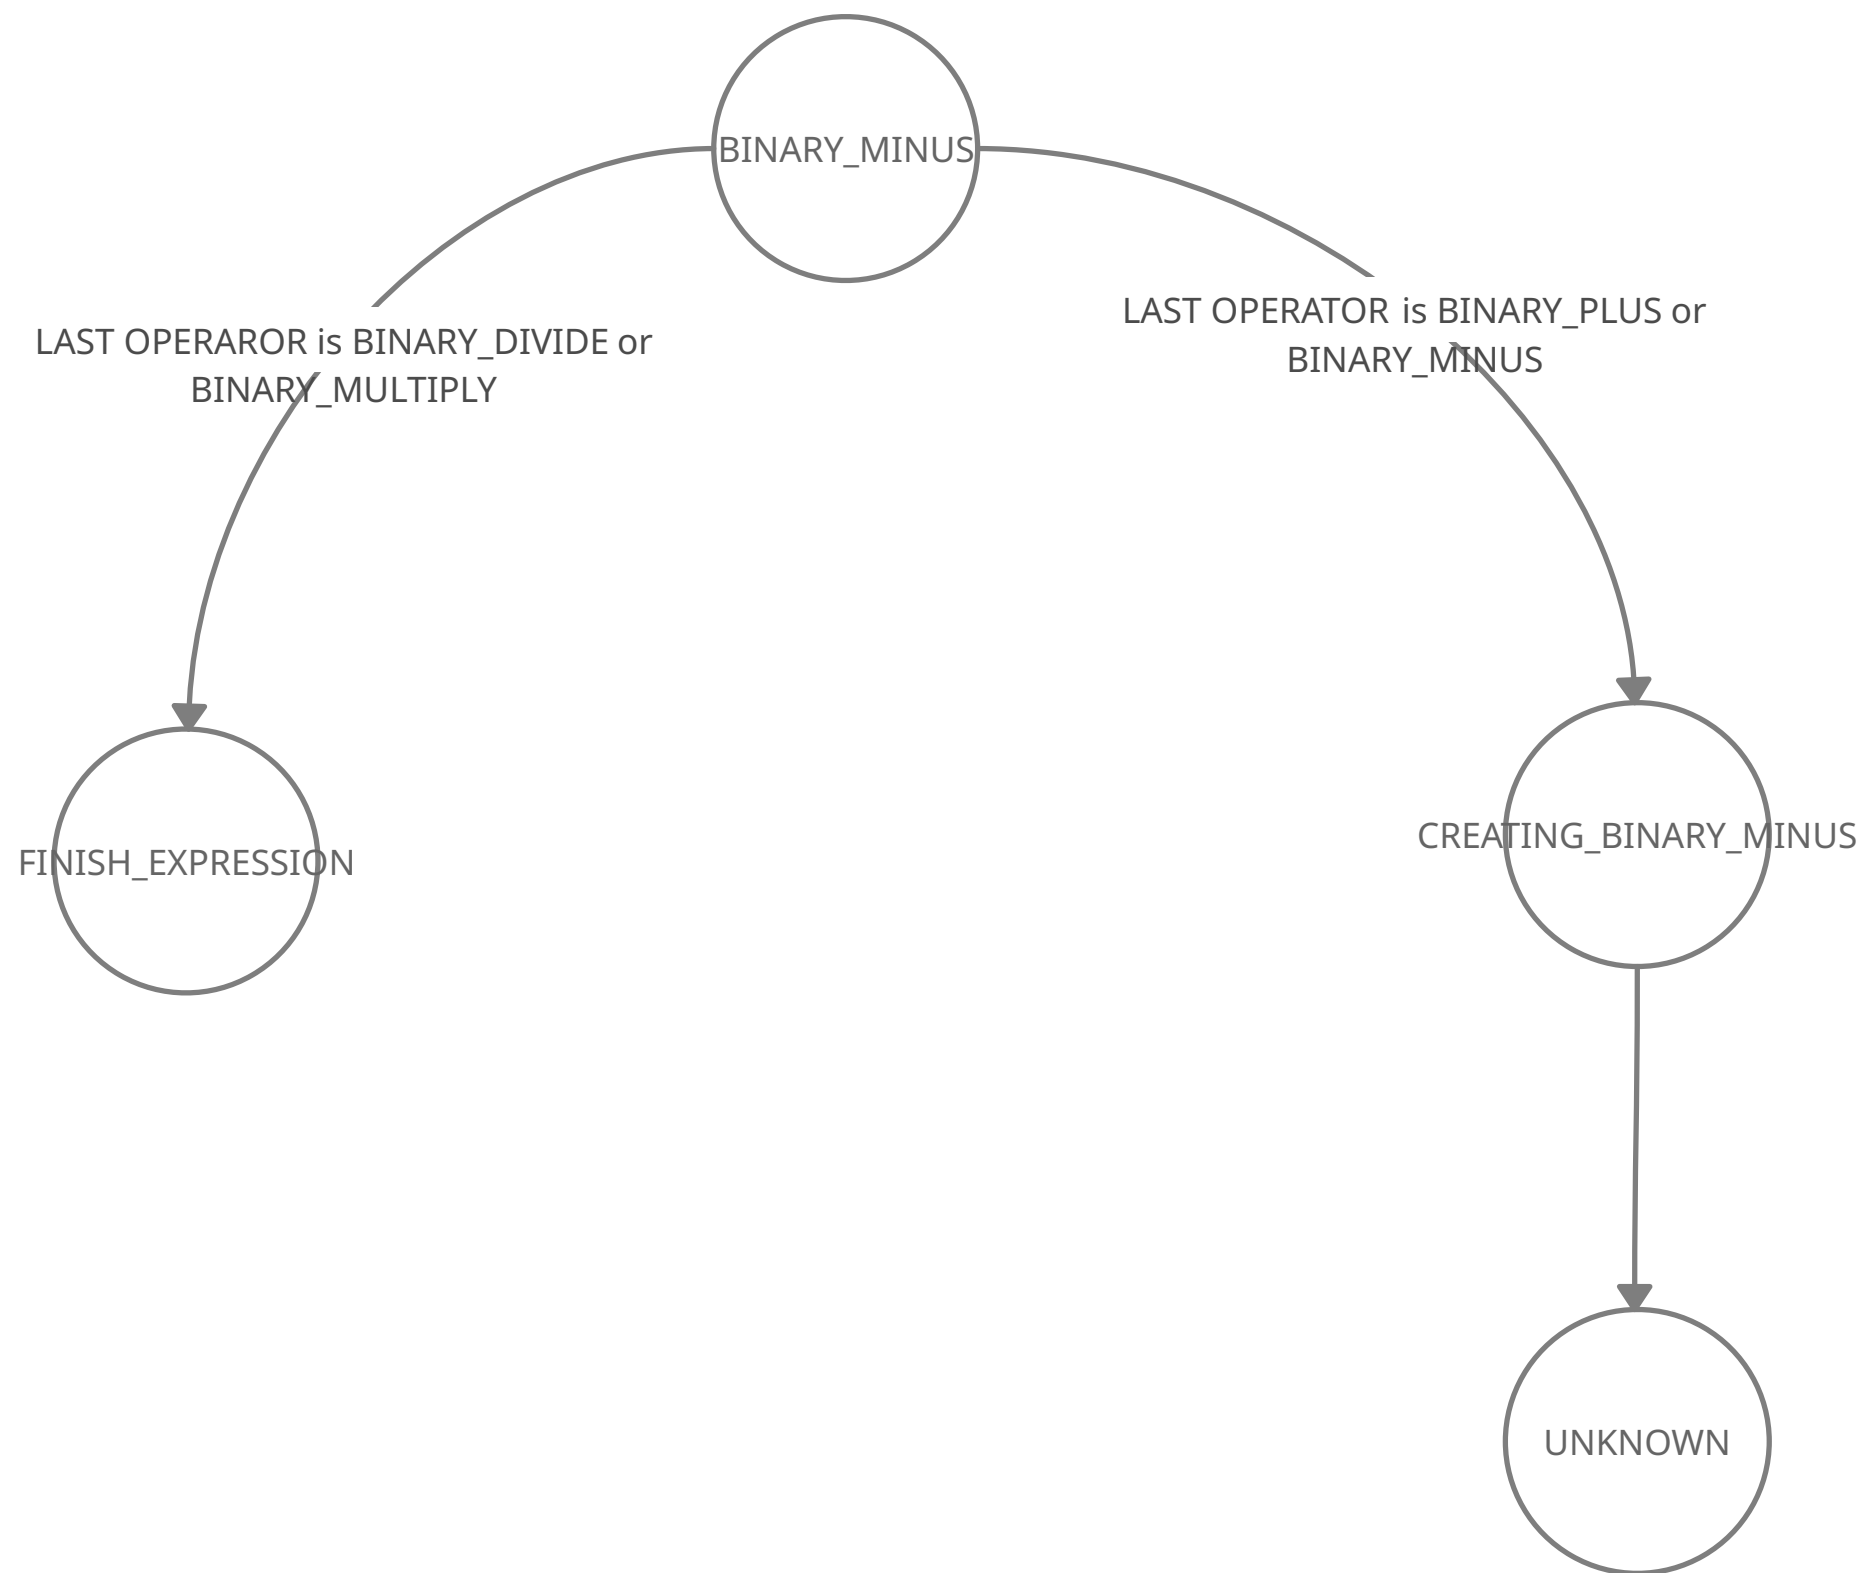 BINARY_MINUS
LAST OPERAROR is BINARY_DIVIDE or
BINARY_MULTIPLY
LAST OPERATOR is BINARY_PLUS or
BINARY_MINUS
FINISH_EXPRESSION
CREATING_BINARY_MINUS
UNKNOWN